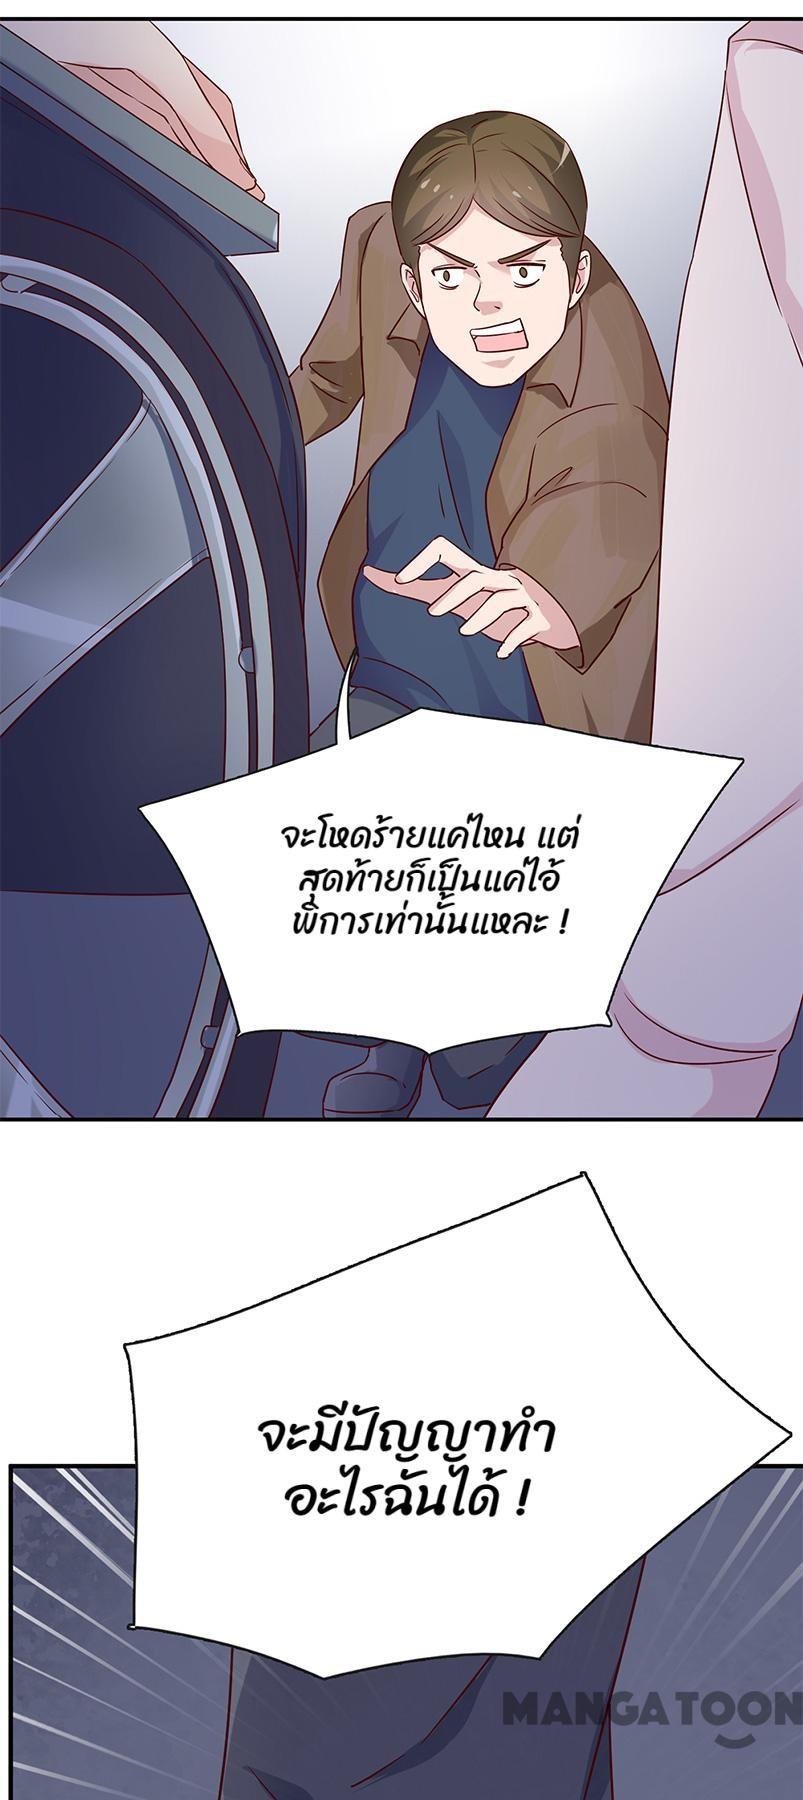 จะโหดร้ายแค่ไหน แต่
สุดท้ายก็เป็นแค่ไอ้
พิการเท่านั้นแหละ !
จะมีปัญญาทำ
อะไรฉันได้ !
MANGATOON